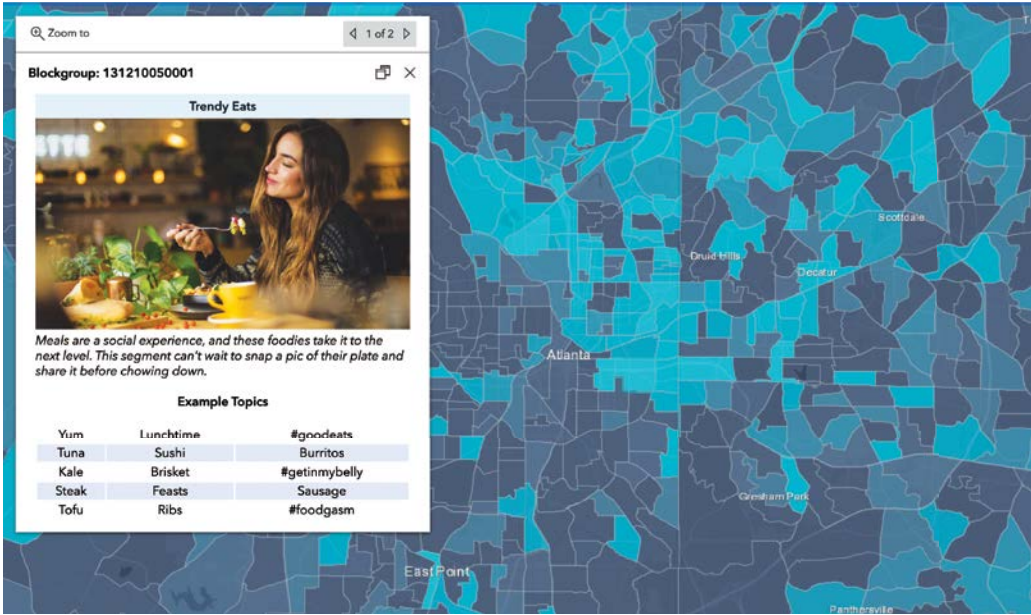 Zoom to
1 of 2
Blockgroup: 131210050001
Trendy Eats
Meals are a social experience, and these foodies take it to the
next level. This segment can't wait to snap a pic of their plate and
share it before chowing down.
Example Topics
Yum Lunchtime #goodeats
Tuna Sushi Burritos
Kale Brisket #getinmybelly
Steak Feasts Sausage
Tofu Ribs #foodgasm
Scottdale
Druid Hills
Decatur
Atlanta
Gresham Park
East Point
Panthersville